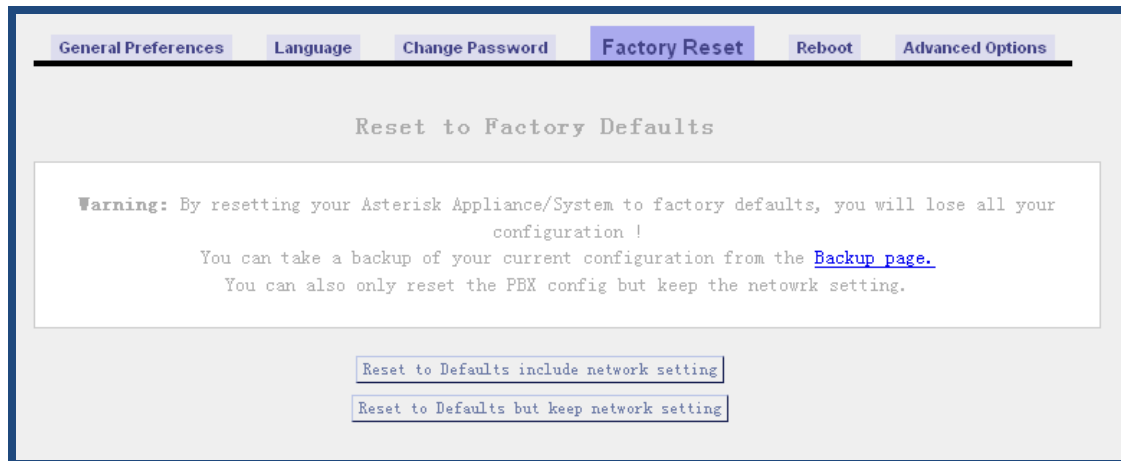 General Preferences Language Change Password Factory Reset Reboot Advanced Options
Reset to Factory Defaults
Warning: By resetting your Asterisk Appliance/System to factory defaults, you will lose all your
configuration !
You can take a backup of your current configuration from the Backup page.
You can also only reset the PBX config but keep the netowrk setting.
Reset to Defaults include network setting
Reset to Defaults but keep network setting